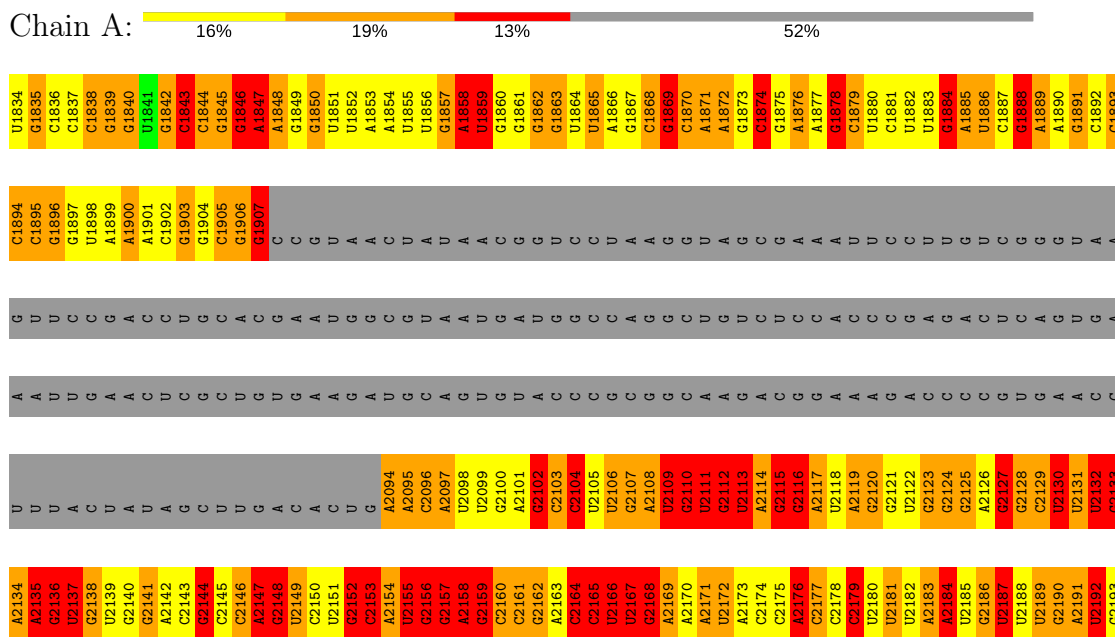 Chain A:
16% 19% 13% 52%
U1834 G1835 C1836 C1837 C1838 G1839 G1840 U1841 G1842 C1843 C1844 G1845 G1846 A1847 A1848 G1849 G1850 U1851 U1852 A1853 A1854 U1855 U1856 G1857 A1858 U1859 G1860 G1861 G1862 G1863 U1864 U1865 A1866 G1867 C1868 G1869 C1870 A1871 A1872 G1873 C1874 G1875 A1876 A1877 G1878 C1879 U1880 C1881 U1882 U1883 G1884 A1885 U1886 C1887 G1888 A1889 A1890 G1891 C1892
C1894 C1895 G1896 G1897 U1898 A1899 A1900 A1901 C1902 G1903 G1904 C1905 G1906 G1907 C C G U A A C U A U A A C G G U C C U A A G G U A G C G A A A U U C C U U G U C G G G U A A
G U U C C G A C C U G C A C G A A U G G C G U A A U G A U G G C C A G G C U G U C U C C A C C C G A G A C U C A G U G A
A A U U G A A C U C G C U G U G A A G A U G C A G U G U A C C C G C G G C A A G A C G G A A A G A C C C C G U G A A C C
U U U A C U A U A G C U U G A C A C U G A2094 A2095 C2096 A2097 U2098 U2099 G2100 A2101 G2102 C2103 C2104 U2105 U2106 G2107 A2108 U2109 G2110 U2111 G2112 U2113 A2114 G2115 G2116 A2117 U2118 A2119 G2120 G2121 U2122 G2123 G2124 G2125 A2126 G2127 G2128 C2129 U2130 U2131 U2132 G2133
A2134 A2135 G2136 U2137 G2138 U2139 G2140 G2141 A2142 C2143 G2144 C2145 C2146 A2147 G2148 U2149 C2150 U2151 G2152 C2153 A2154 U2155 G2156 G2157 A2158 G2159 C2160 C2161 G2162 A2163 C2164 C2165 U2166 U2167 G2168 A2169 A2170 A2171 U2172 A2173 C2174 C2175 A2176 C2177 C2178 C2179 U2180 U2181 U2182 A2183 A2184 U2185 G2186 U2187 U2188 U2189 G2190 A2191 U2192